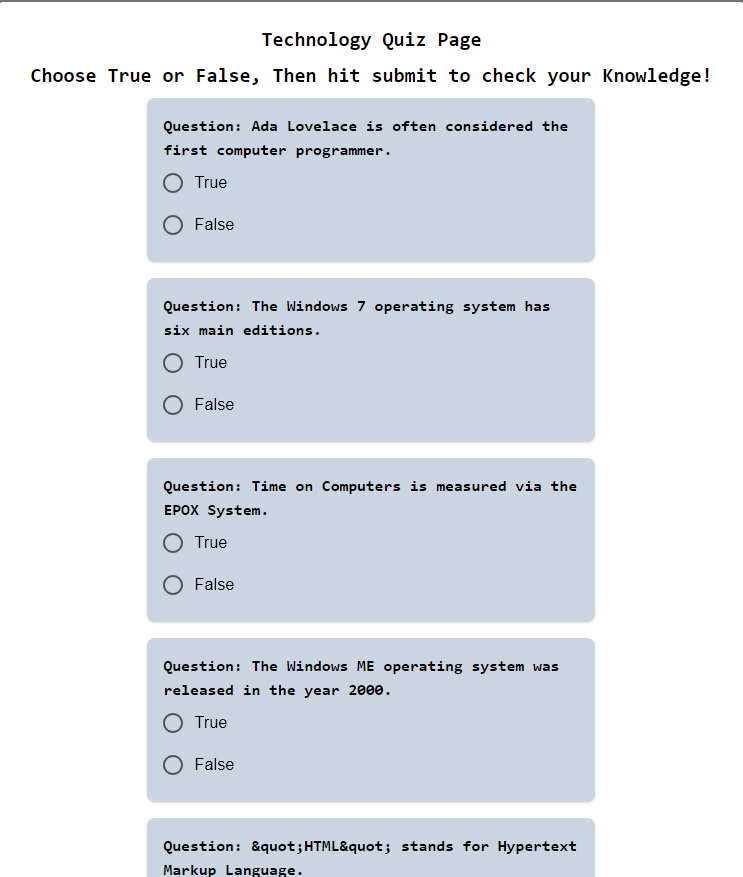 Technology Quiz Page
Choose True or False, Then hit submit to check your Knowledge!
Question: Ada Lovelace is often considered the
first computer programmer.
True
False
Question: The Windows 7 operating system has
six main editions.
True
False
Question: Time on Computers is measured via the
EPOX System.
True
False
Question: The Windows ME operating system was
released in the year 2000.
True
False
Question: &quot;HTML&quot; stands for Hypertext
Markup Language.